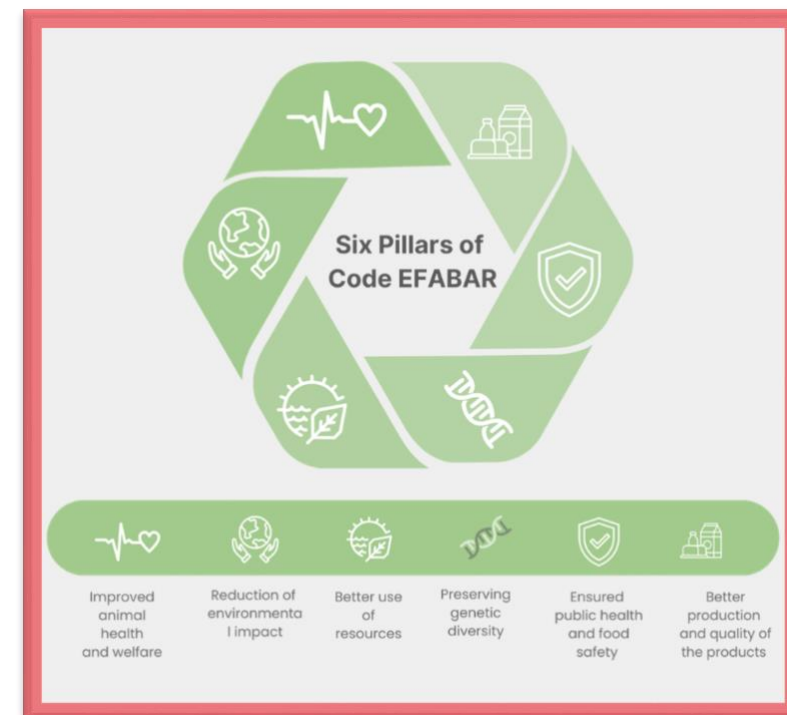 Six Pillars of
Code EFABAR
Improved
animal
health
and welfare
Reduction of
environmenta
l impact
Better use
of
resources
Preserving
genetic
diversity
Ensured
public health
and food
safety
Better
production
and quality of
the products